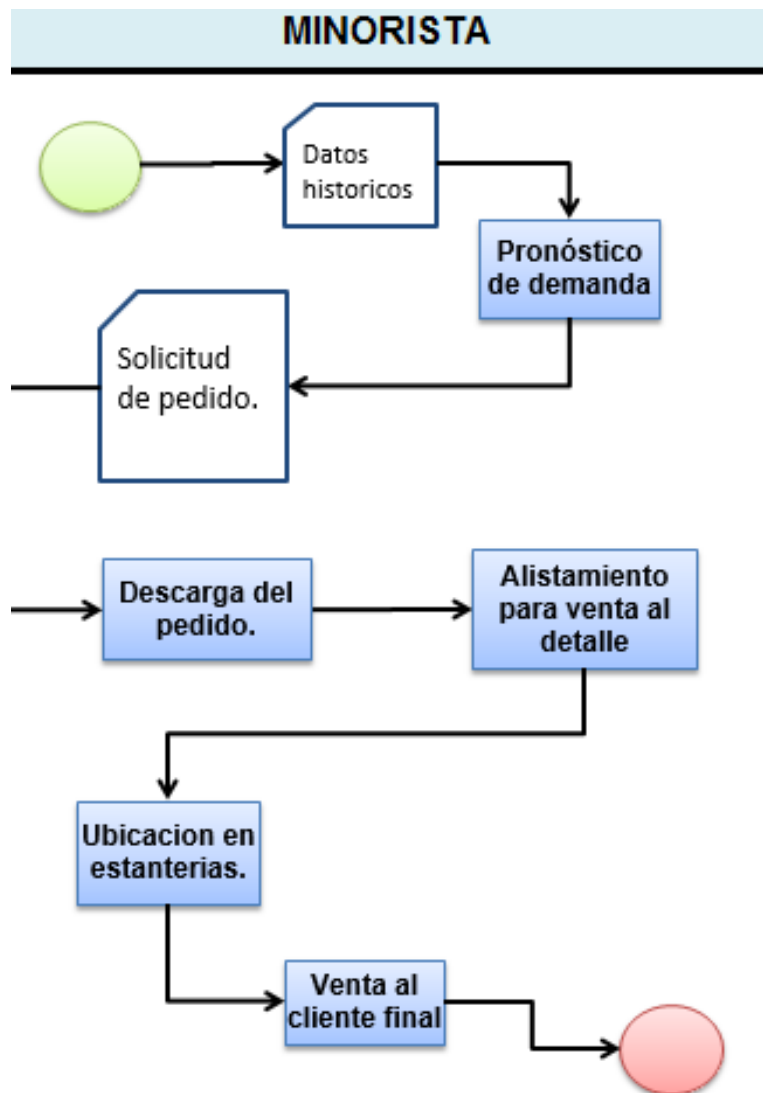 MINORISTA
Datos
historicos
Pronóstico
de demanda
Solicitud
de pedido.
Descarga del
pedido.
Alistamiento
para venta al
detalle
Ubicacion en
estanterias.
Venta al
cliente final